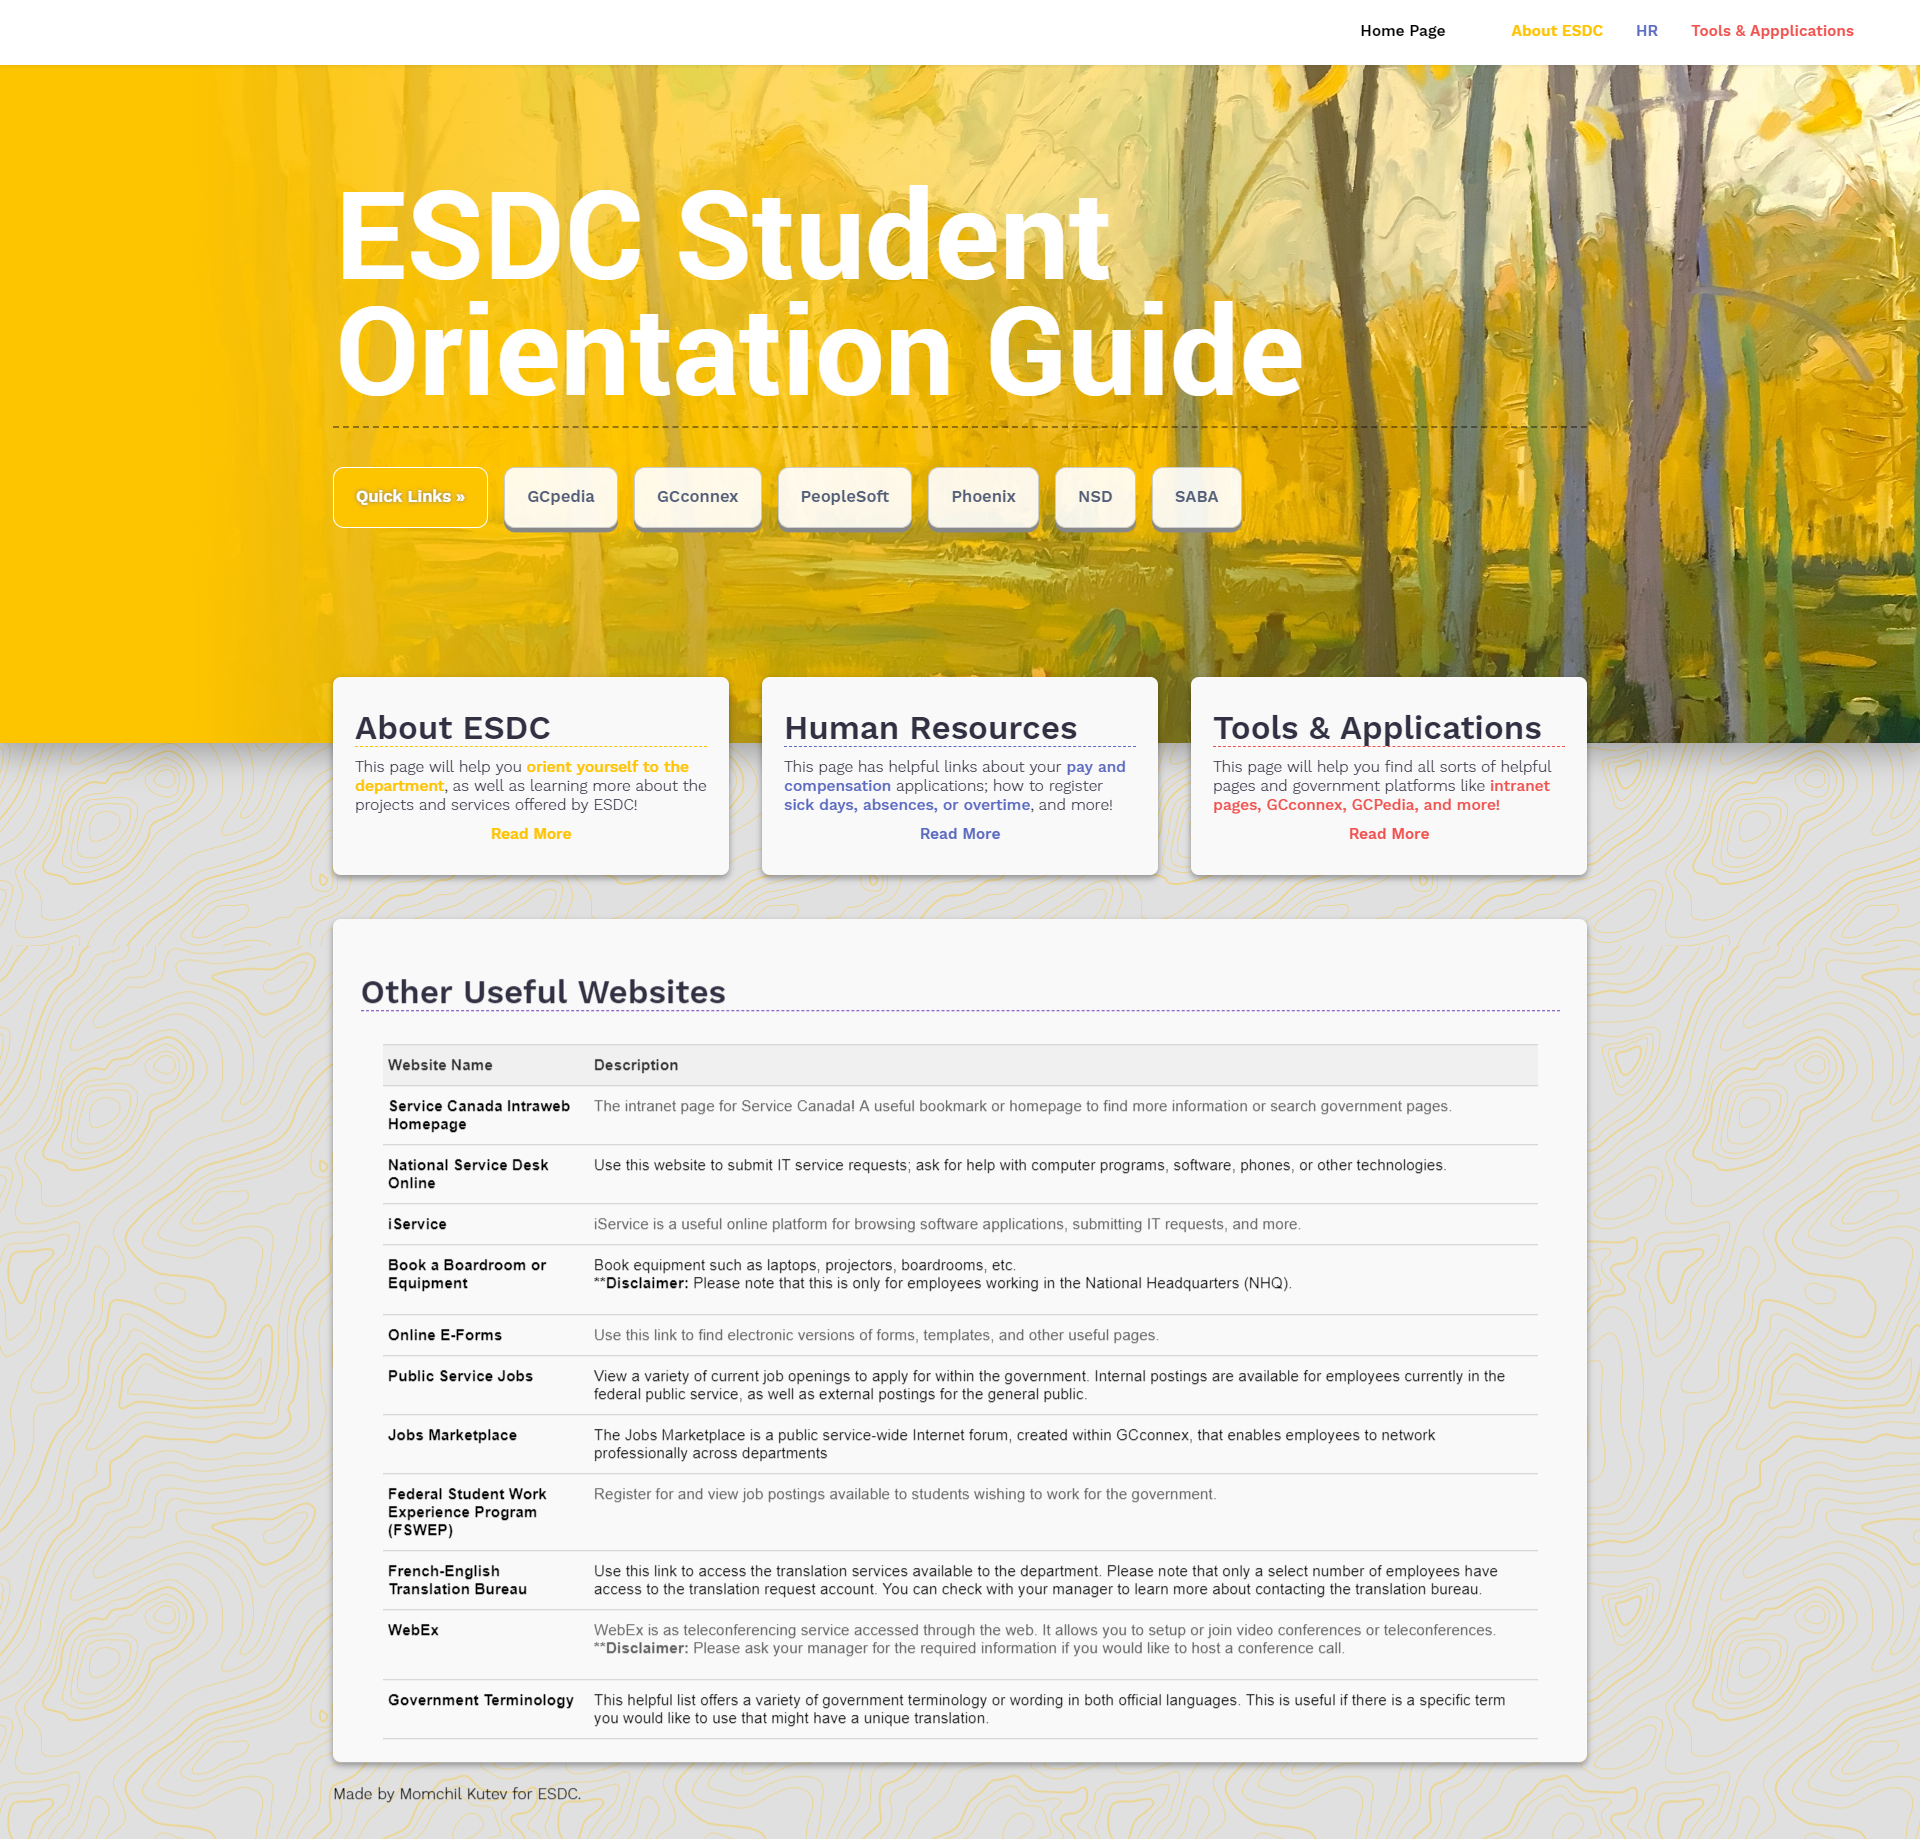 Home Page About ESDC HR Tools & Appplications
ESDC Student
Orientation Guide
Quick Links » GCpedia GCconnex PeopleSoft Phoenix NSD SABA
About ESDC
This page will help you orient yourself to the
department, as well as learning more about the
projects and services offered by ESDC!
Read More
Human Resources
This page has helpful links about your pay and
compensation applications; how to register
sick days, absences, or overtime, and more!
Read More
Tools & Applications
This page will help you find all sorts of helpful
pages and government platforms like intranet
pages, GCconnex, GCPedia, and more!
Read More
Other Useful Websites
Website Name Description
Service Canada Intraweb
Homepage
The intranet page for Service Canada! A useful bookmark or homepage to find more information or search government pages.
National Service Desk
Online
Use this website to submit IT service requests; ask for help with computer programs, software, phones, or other technologies.
iService
iService is a useful online platform for browsing software applications, submitting IT requests, and more.
Book a Boardroom or
Equipment
Book equipment such as laptops, projectors, boardrooms, etc.
**Disclaimer: Please note that this is only for employees working in the National Headquarters (NHQ).
Online E-Forms
Use this link to find electronic versions of forms, templates, and other useful pages.
Public Service Jobs
View a variety of current job openings to apply for within the government. Internal postings are available for employees currently in the
federal public service, as well as external postings for the general public.
Jobs Marketplace
The Jobs Marketplace is a public service-wide Internet forum, created within GCconnex, that enables employees to network
professionally across departments
Federal Student Work
Experience Program
(FSWEP)
Register for and view job postings available to students wishing to work for the government.
French-English
Translation Bureau
Use this link to access the translation services available to the department. Please note that only a select number of employees have
access to the translation request account. You can check with your manager to learn more about contacting the translation bureau.
WebEx
WebEx is as teleconferencing service accessed through the web. It allows you to setup or join video conferences or teleconferences.
**Disclaimer: Please ask your manager for the required information if you would like to host a conference call.
Government Terminology
This helpful list offers a variety of government terminology or wording in both official languages. This is useful if there is a specific term
you would like to use that might have a unique translation.
Made by Momchil Kutev for ESDC.